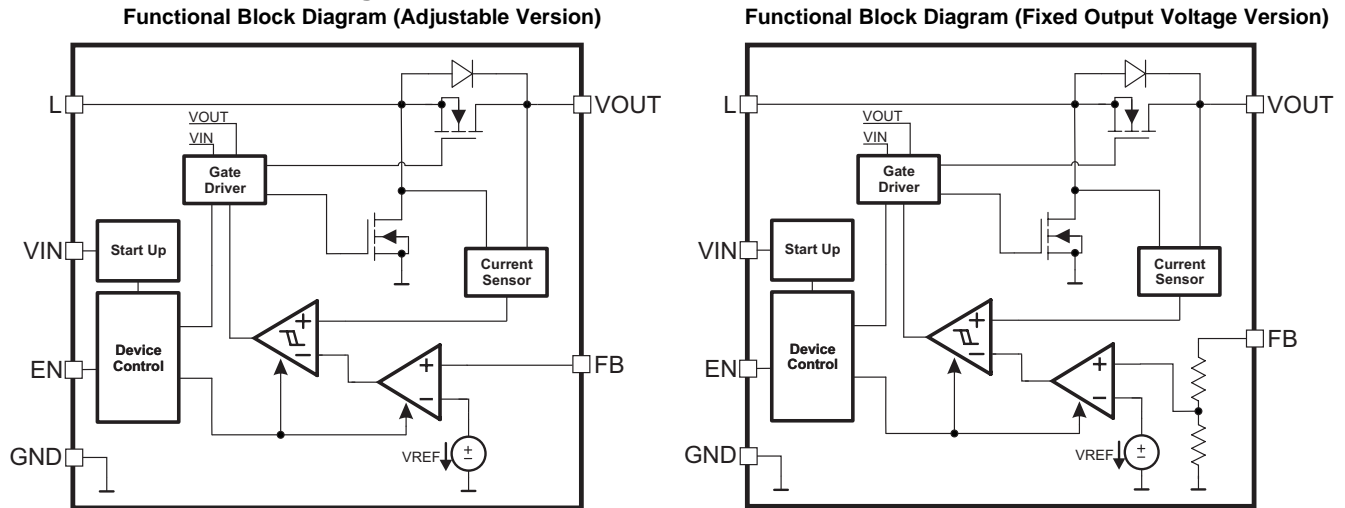 Functional Block Diagram (Adjustable Version)
L
VOUT
VOUT
VIN
Gate
Driver
VIN
Start Up
Current
Sensor
+
−
Device
Control
EN
+
−
FB
VREF
+
−
GND
Functional Block Diagram (Fixed Output Voltage Version)
L
VOUT
VOUT
VIN
Gate
Driver
VIN
Start Up
Current
Sensor
+
−
FB
Device
Control
EN
+
−
VREF
+
−
GND